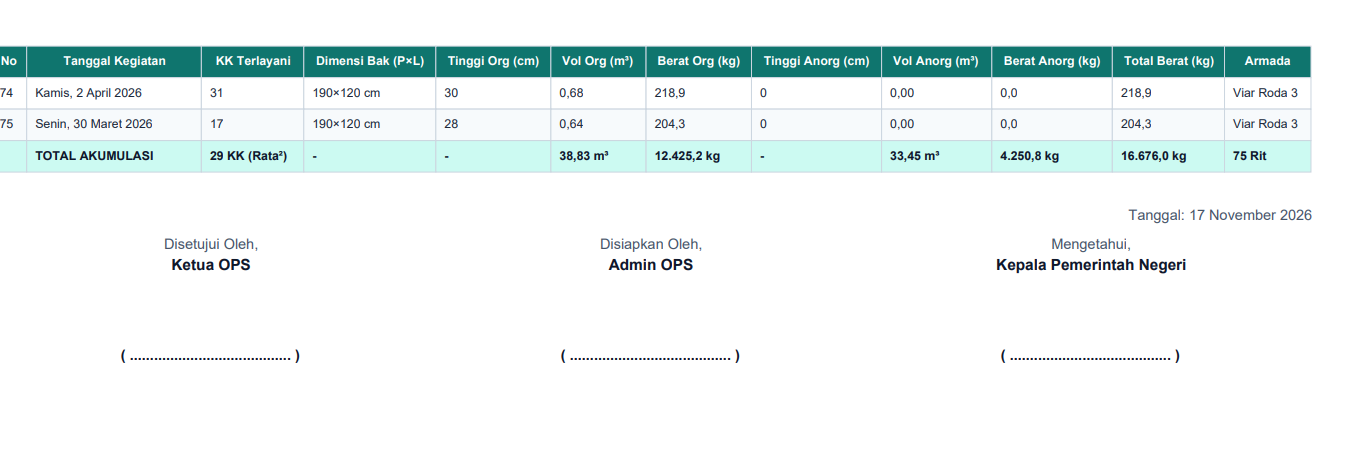 No Tanggal Kegiatan KK Terlayani Dimensi Bak (P×L) Tinggi Org (cm) Vol Org (m³) Berat Org (kg) Tinggi Anorg (cm) Vol Anorg (m³) Berat Anorg (kg) Total Berat (kg) Armada
74 Kamis, 2 April 2026 31 190×120 cm 30 0,68 218,9 0 0,00 0,0 218,9 Viar Roda 3
75 Senin, 30 Maret 2026 17 190×120 cm 28 0,64 204,3 0 0,00 0,0 204,3 Viar Roda 3
TOTAL AKUMULASI 29 KK (Rata²) - - 38,83 m³ 12.425,2 kg - 33,45 m³ 4.250,8 kg 16.676,0 kg 75 Rit
Tanggal: 17 November 2026
Disetujui Oleh, Disiapkan Oleh, Mengetahui,
Ketua OPS Admin OPS Kepala Pemerintah Negeri
( ........................................ ) ( ........................................ ) ( ........................................ )